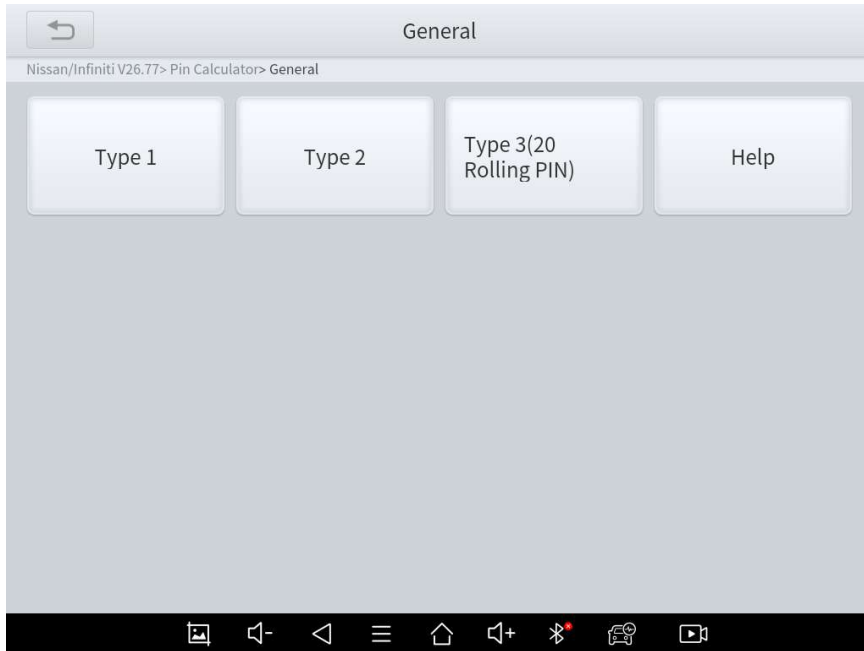 General
Nissan/Infiniti V26.77> Pin Calculator> General
Type 1
Type 2
Type 3(20
Rolling PIN)
Help